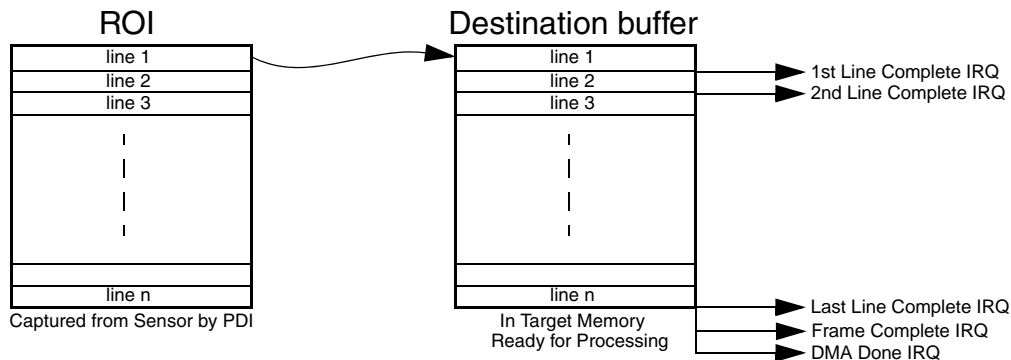 ROI
line 1
line 2
line 3
line n
Captured from Sensor by PDI
Destination buffer
line 1
line 2
line 3
line n
In Target Memory
Ready for Processing
1st Line Complete IRQ
2nd Line Complete IRQ
Last Line Complete IRQ
Frame Complete IRQ
DMA Done IRQ